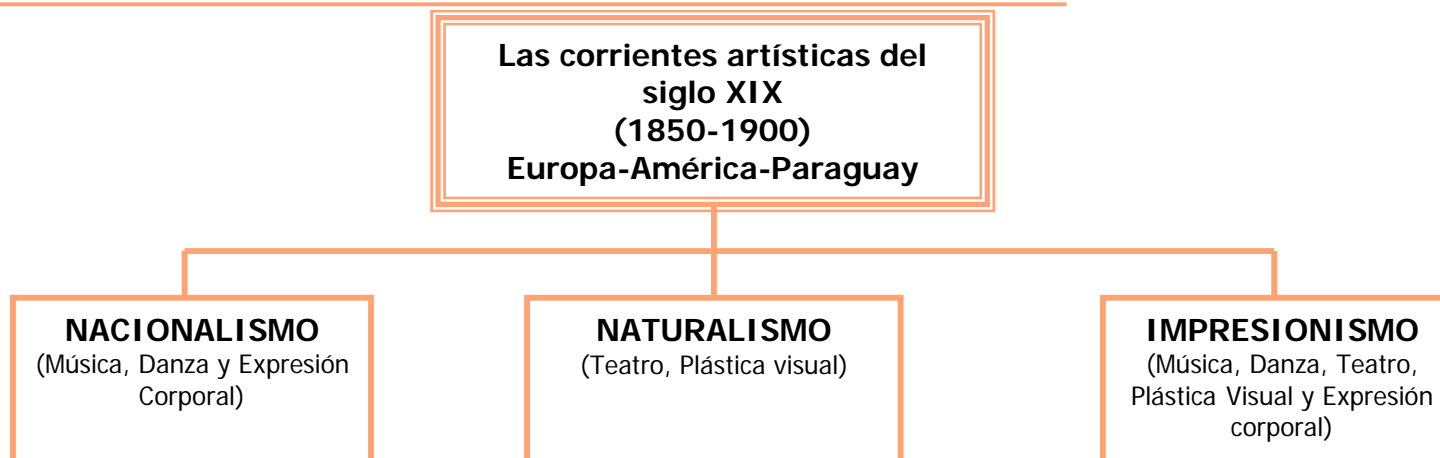 Las corrientes artísticas del
siglo XIX
(1850-1900)
Europa-América-Paraguay
NACIONALISMO
(Música, Danza y Expresión
Corporal)
NATURALISMO
(Teatro, Plástica visual)
IMPRESIONISMO
(Música, Danza, Teatro,
Plástica Visual y Expresión
corporal)